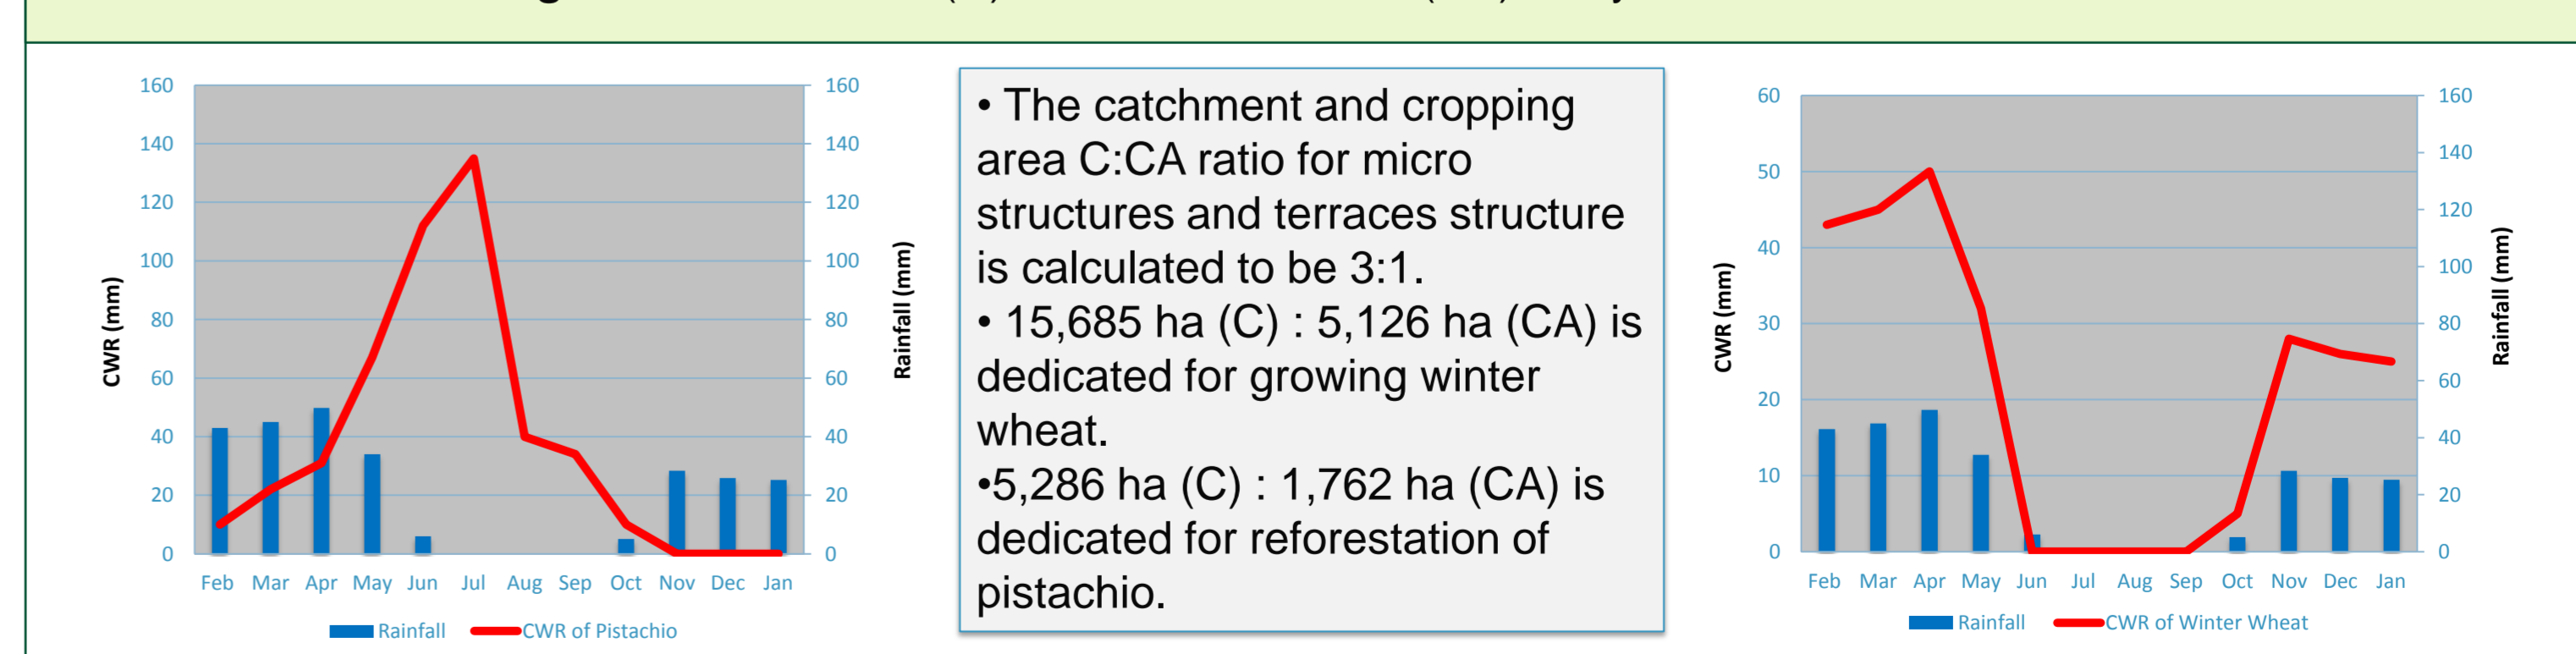 160
140
120
100
80
60
40
20
0
CWR (mm)
160
140
120
100
80
60
40
20
0
Rainfall (mm)
Feb Mar Apr May Jun Jul Aug Sep Oct Nov Dec Jan
Rainfall CWR of Pistachio
• The catchment and cropping
area C:CA ratio for micro
structures and terraces structure
is calculated to be 3:1.
• 15,685 ha (C) : 5,126 ha (CA) is
dedicated for growing winter
wheat.
•5,286 ha (C) : 1,762 ha (CA) is
dedicated for reforestation of
pistachio.
60
50
40
30
20
10
0
CWR (mm)
160
140
120
100
80
60
40
20
0
Rainfall (mm)
Feb Mar Apr May Jun Jul Aug Sep Oct Nov Dec Jan
Rainfall CWR of Winter Wheat